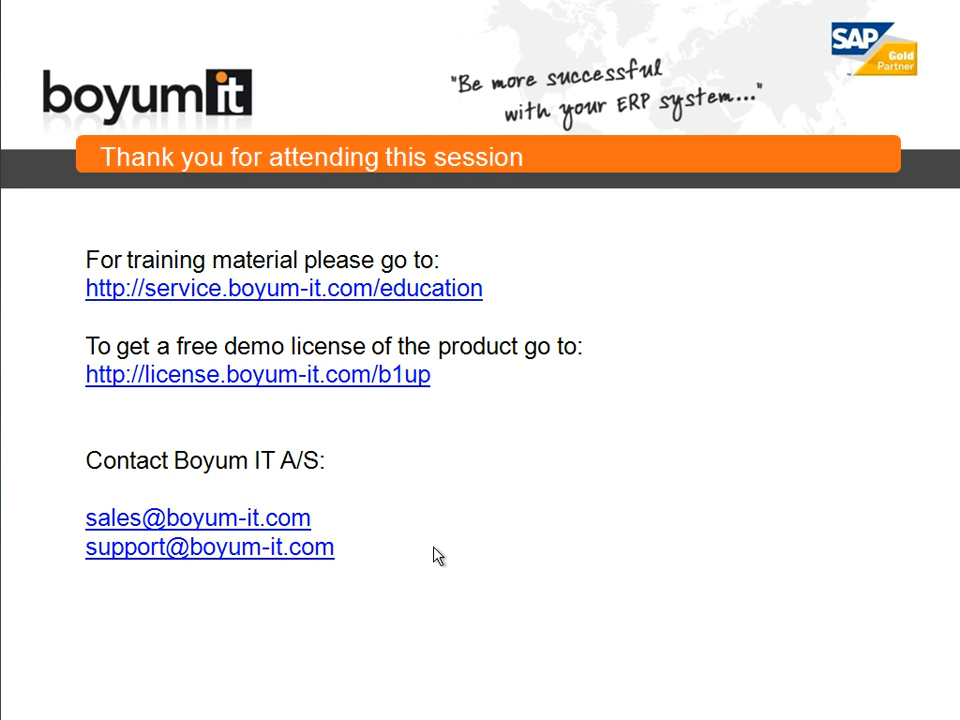 boyum it
"Be more successful
with your ERP system..."
SAP
Gold
Partner
Thank you for attending this session
For training material please go to:
http://service.boyum-it.com/education
To get a free demo license of the product go to:
http://license.boyum-it.com/b1up
Contact Boyum IT A/S:
sales@boyum-it.com
support@boyum-it.com